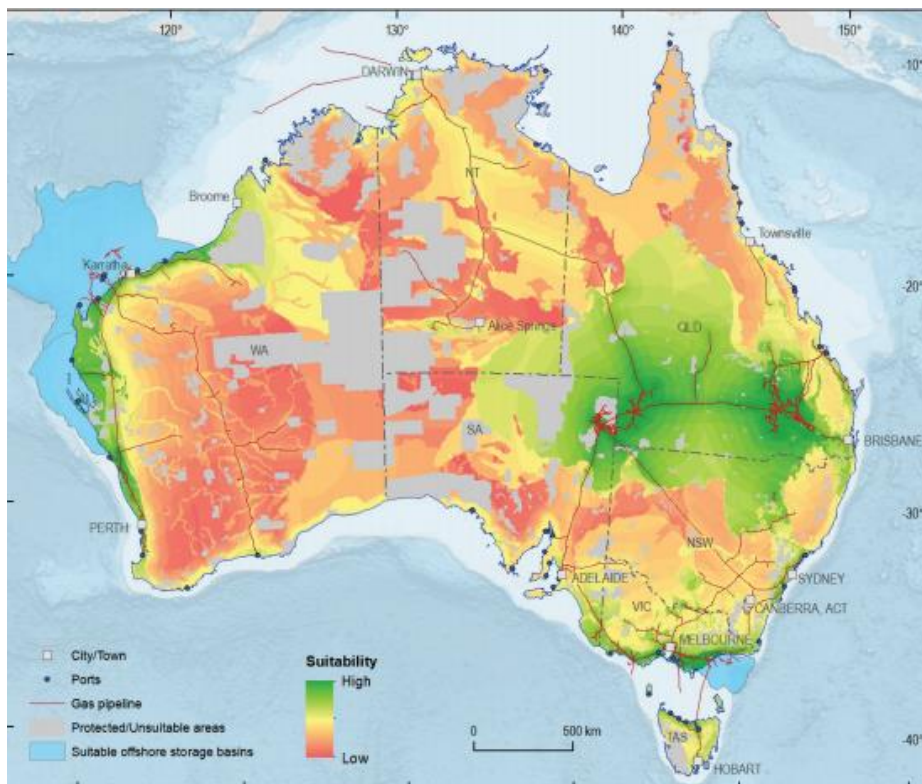 120°
130°
140°
150°
-10°
DARWIN
NT
Broome
Townsville
Karratha
-20°
Alice Springs
QLD
WA
SA
BRISBANE
-30°
PERTH
NSW
ADELAIDE
SYDNEY
VIC
CANBERRA, ACT
MELBOURNE
City/Town
Ports
Gas pipeline
Protected/Unsuitable areas
Suitable offshore storage basins
Suitability
High
Low
0
500 km
TAS
HOBART
-40°